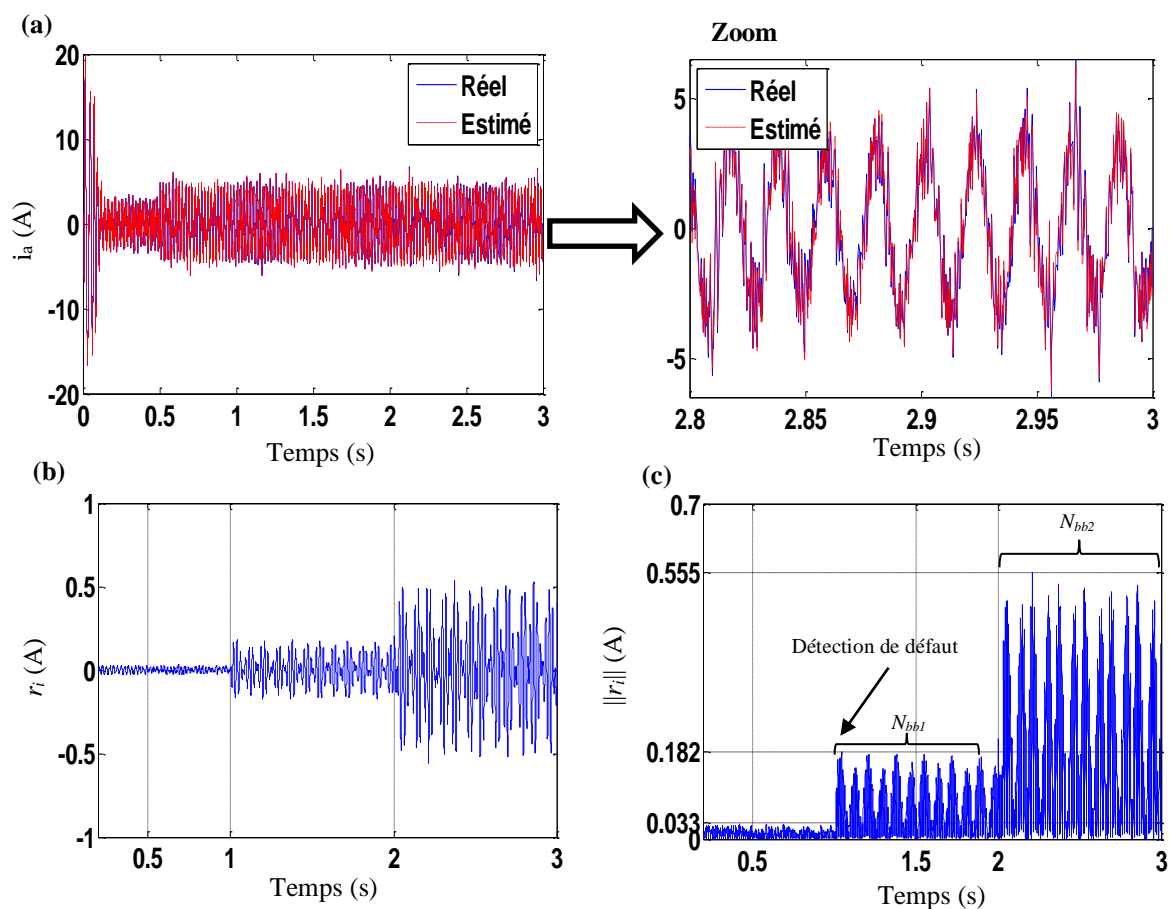 (a)
Zoom
20
10
0
-10
-20
i_a (A)
Réel
Estimé
0 0.5 1 1.5 2 2.5 3
Temps (s)
5
0
-5
Réel
Estimé
2.8 2.85 2.9 2.95 3
Temps (s)
(b)
1
0.5
0
-0.5
-1
r_i (A)
0.5 1 2 3
Temps (s)
(c)
0.7
0.555
0.182
0.033
0
||r_i|| (A)
N_bb2
Détection de défaut
N_bb1
0.5 1.5 2 3
Temps (s)